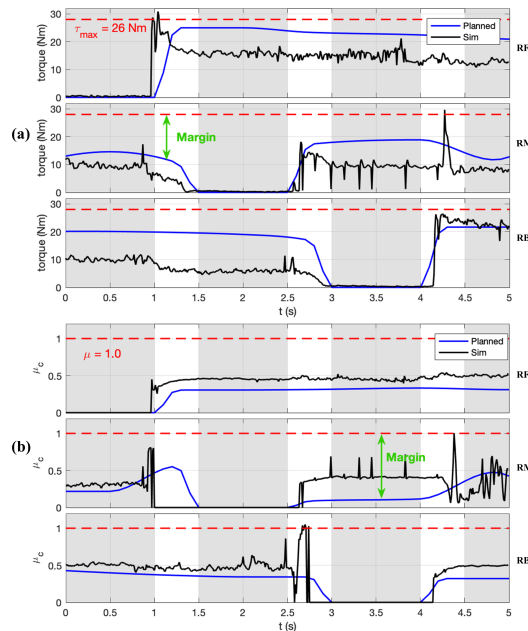 30
20
10
0
torque (Nm)
τmax = 26 Nm
Planned
Sim
RF
(a)
30
20
10
0
torque (Nm)
Margin
RM
30
20
10
0
torque (Nm)
RB
0 0.5 1 1.5 2 2.5 3 3.5 4 4.5 5
t (s)
1
0.5
0
μc
μ = 1.0
Planned
Sim
RF
(b)
1
0.5
0
μc
Margin
RM
1
0.5
0
μc
RB
0 0.5 1 1.5 2 2.5 3 3.5 4 4.5 5
t (s)